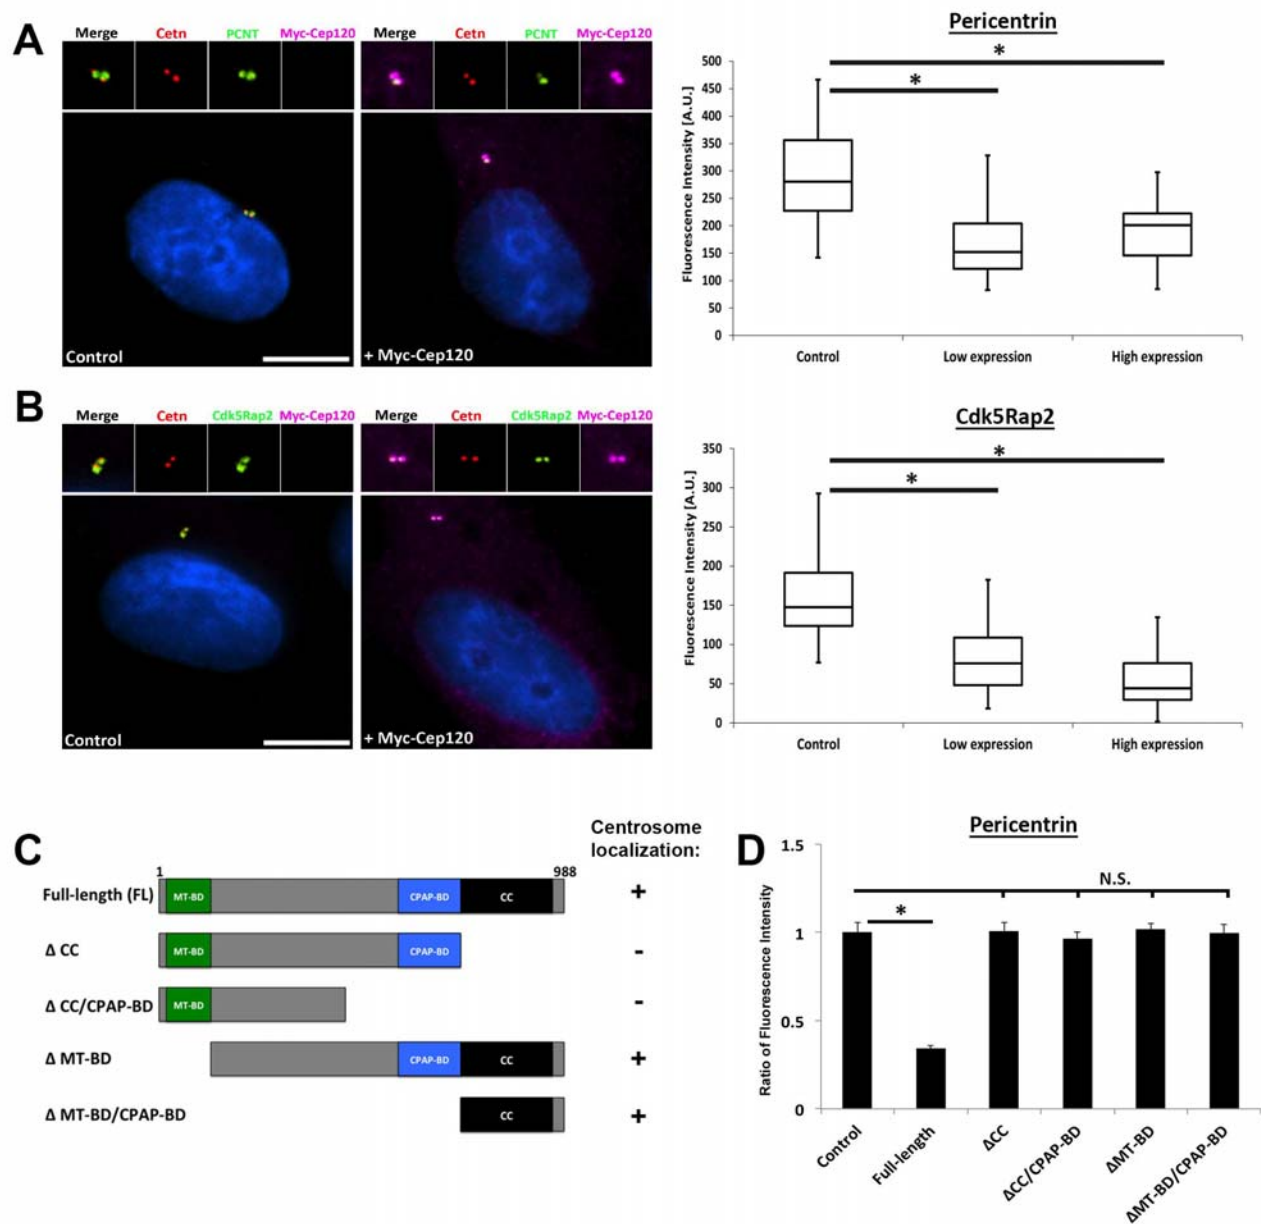 A
Merge Cetn PCNT Myc-Cep120 Merge Cetn PCNT Myc-Cep120
Control
+ Myc-Cep120
Pericentrin
*
*
Fluorescence Intensity [A.U.]
500
450
400
350
300
250
200
150
100
50
0
Control Low expression High expression
B
Merge Cetn Cdk5Rap2 Myc-Cep120 Merge Cetn Cdk5Rap2 Myc-Cep120
Control
+ Myc-Cep120
Cdk5Rap2
*
*
Fluorescence Intensity [A.U.]
350
300
250
200
150
100
50
0
Control Low expression High expression
C
Centrosome
localization:
1 988
Full-length (FL) MT-BD CPAP-BD CC +
Δ CC MT-BD CPAP-BD -
Δ CC/CPAP-BD MT-BD -
Δ MT-BD CPAP-BD CC +
Δ MT-BD/CPAP-BD CC +
D
Pericentrin
N.S.
*
Ratio of Fluorescence Intensity
1.5
1
0.5
0
Control
Full-length
ΔCC
ΔCC/CPAP-BD
ΔMT-BD
ΔMT-BD/CPAP-BD